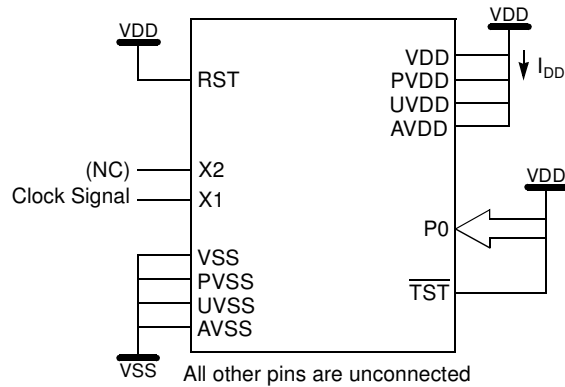 VDD
RST
(NC)
X2
Clock Signal
X1
VSS
PVSS
UVSS
AVSS
VSS
VDD
VDD
PVDD
UVDD
AVDD
IDD
VDD
P0
TST
All other pins are unconnected